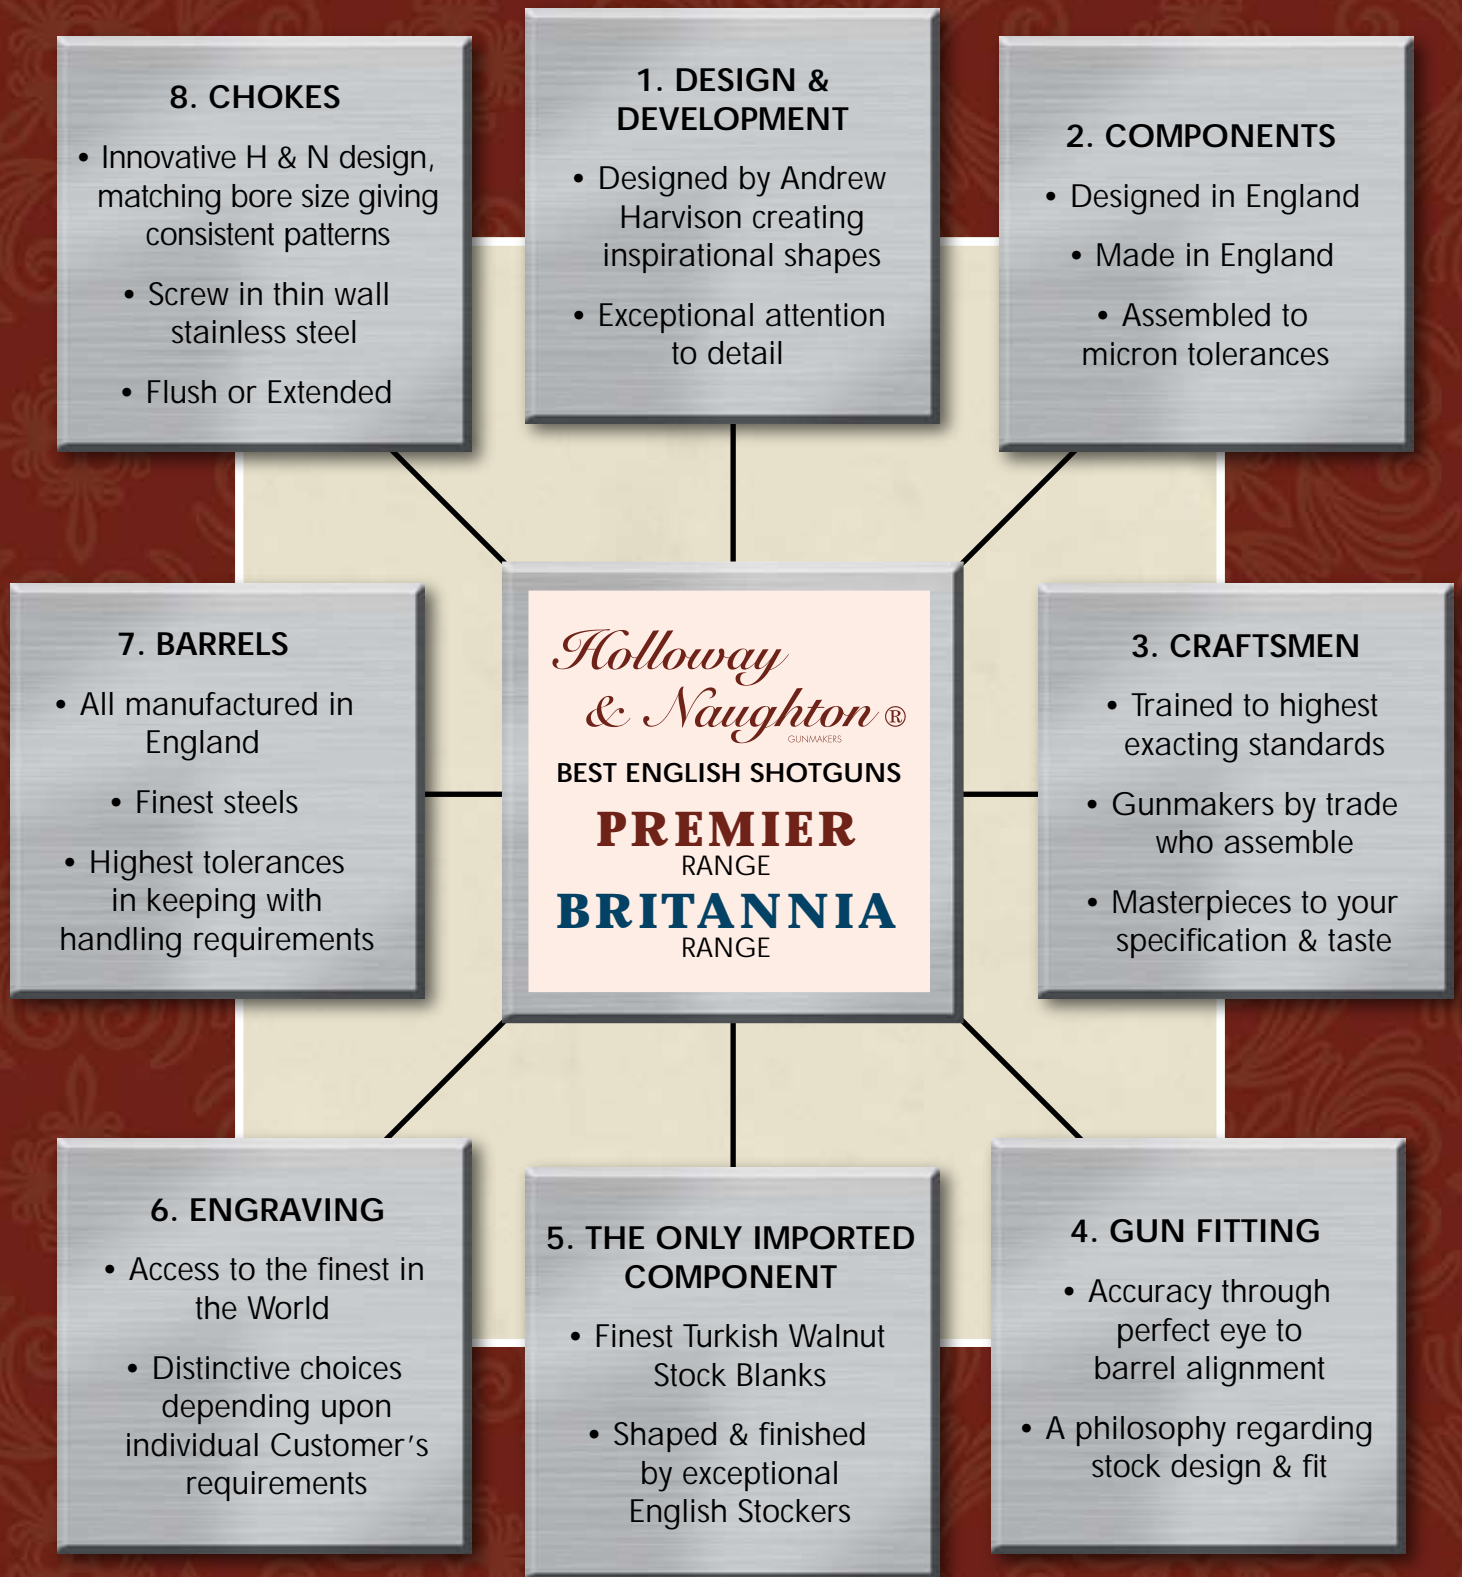 8. CHOKES
• Innovative H & N design,
matching bore size giving
consistent patterns
• Screw in thin wall
stainless steel
• Flush or Extended
1. DESIGN &
DEVELOPMENT
• Designed by Andrew
Harvison creating
inspirational shapes
• Exceptional attention
to detail
2. COMPONENTS
• Designed in England
• Made in England
• Assembled to
micron tolerances
7. BARRELS
• All manufactured in
England
• Finest steels
• Highest tolerances
in keeping with
handling requirements
Holloway
& Naughton ®
GUNMAKERS
BEST ENGLISH SHOTGUNS
PREMIER
RANGE
BRITANNIA
RANGE
3. CRAFTSMEN
• Trained to highest
exacting standards
• Gunmakers by trade
who assemble
• Masterpieces to your
specification & taste
6. ENGRAVING
• Access to the finest in
the World
• Distinctive choices
depending upon
individual Customer's
requirements
5. THE ONLY IMPORTED
COMPONENT
• Finest Turkish Walnut
Stock Blanks
• Shaped & finished
by exceptional
English Stockers
4. GUN FITTING
• Accuracy through
perfect eye to
barrel alignment
• A philosophy regarding
stock design & fit